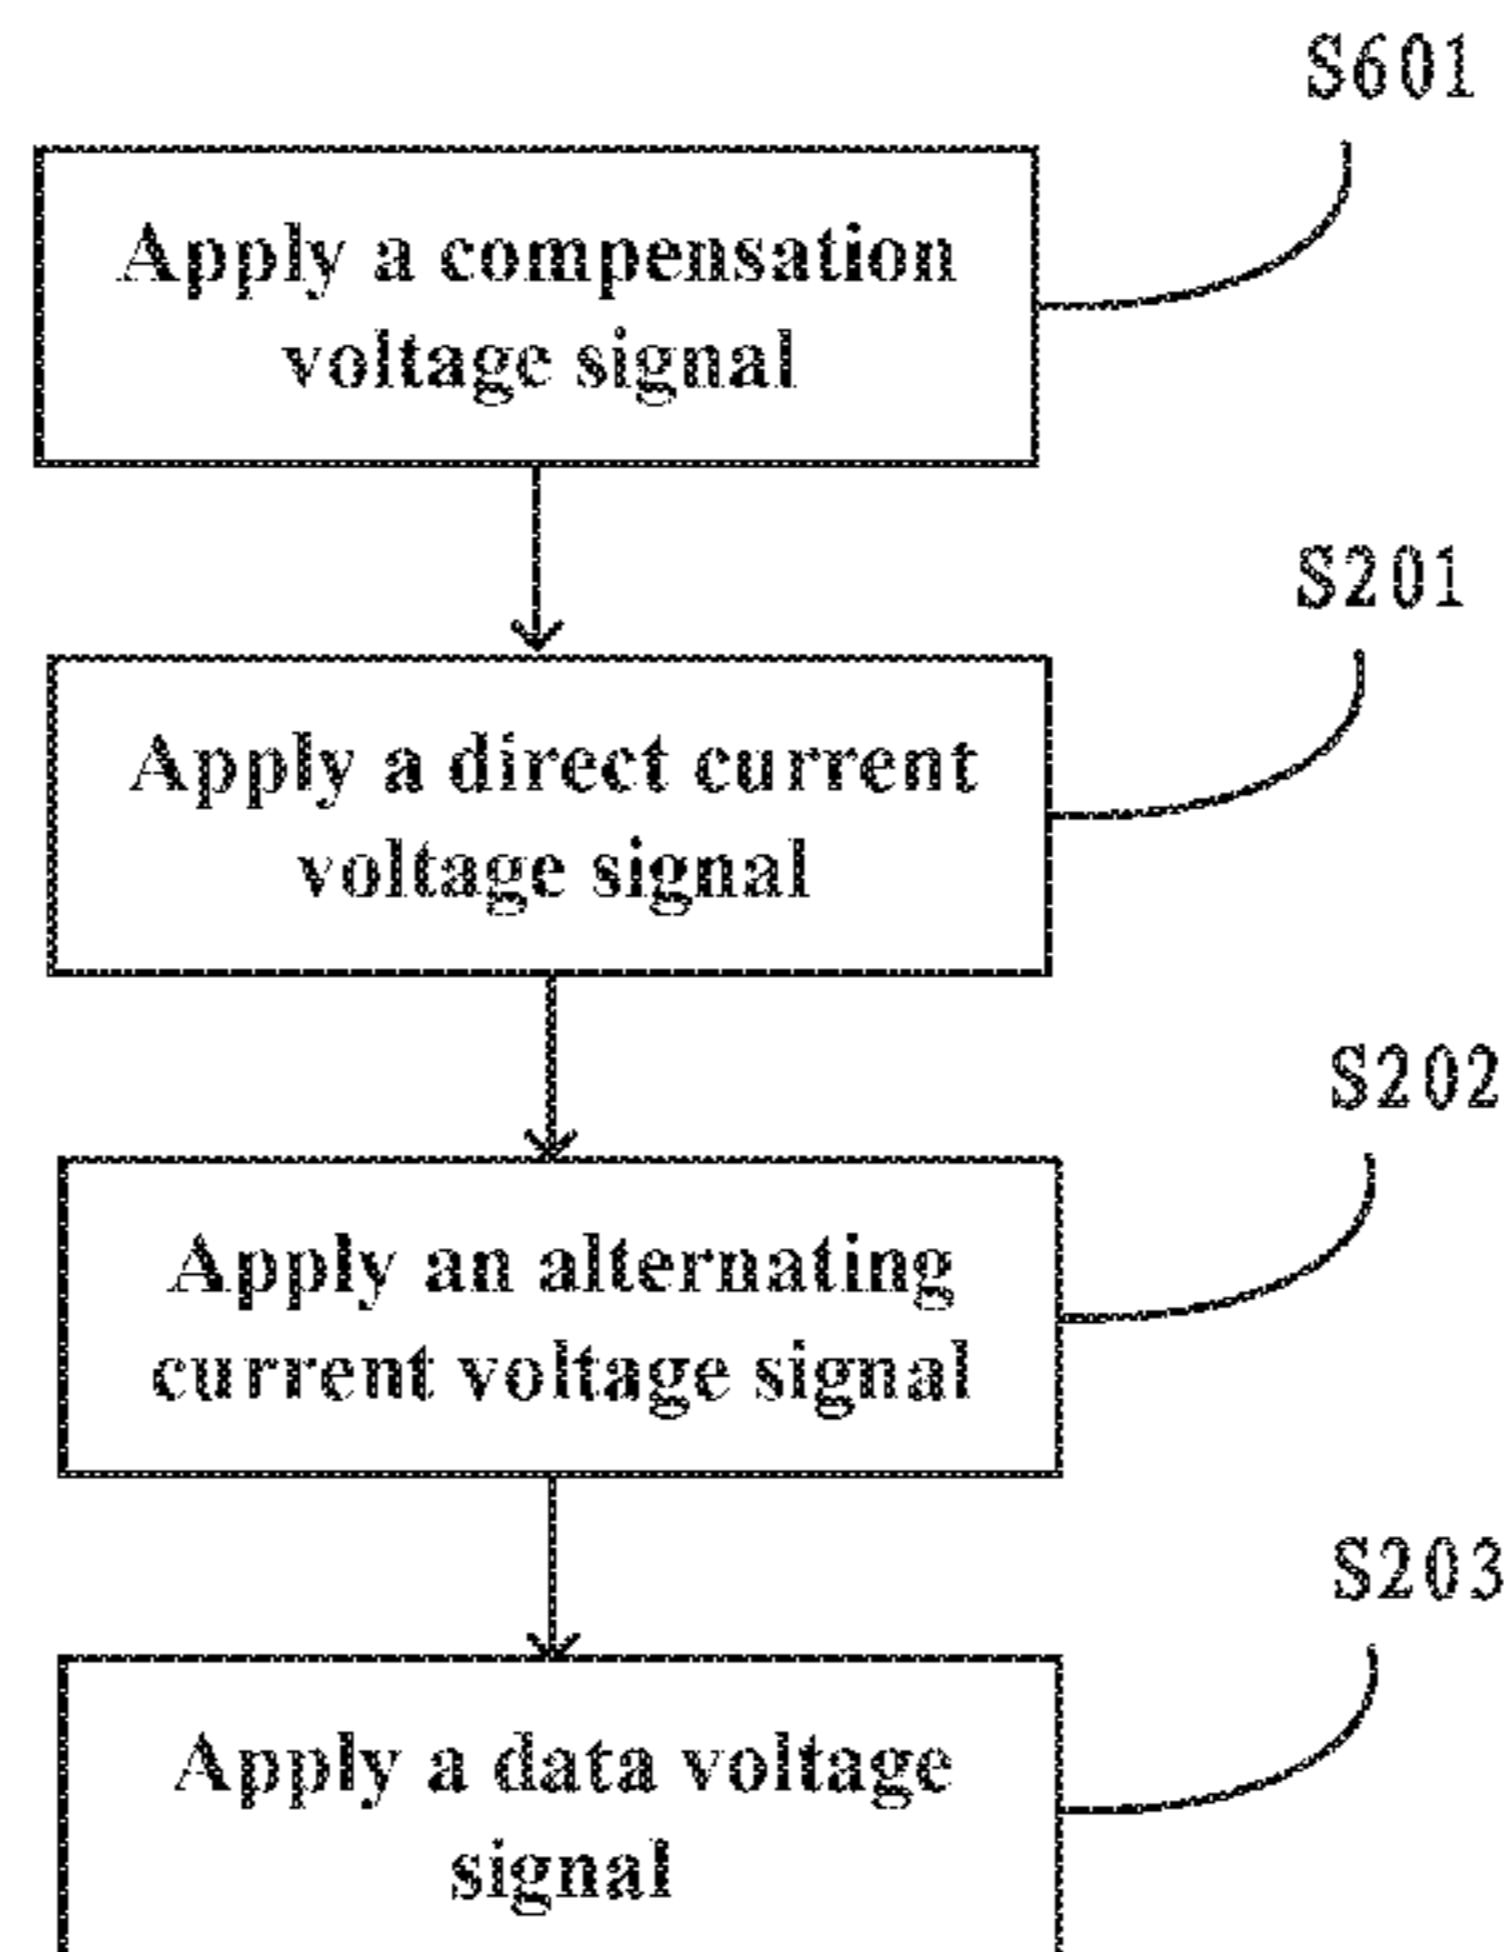 S601
Apply a compensation
voltage signal
S201
Apply a direct current
voltage signal
S202
Apply an alternating
current voltage signal
S203
Apply a data voltage
signal